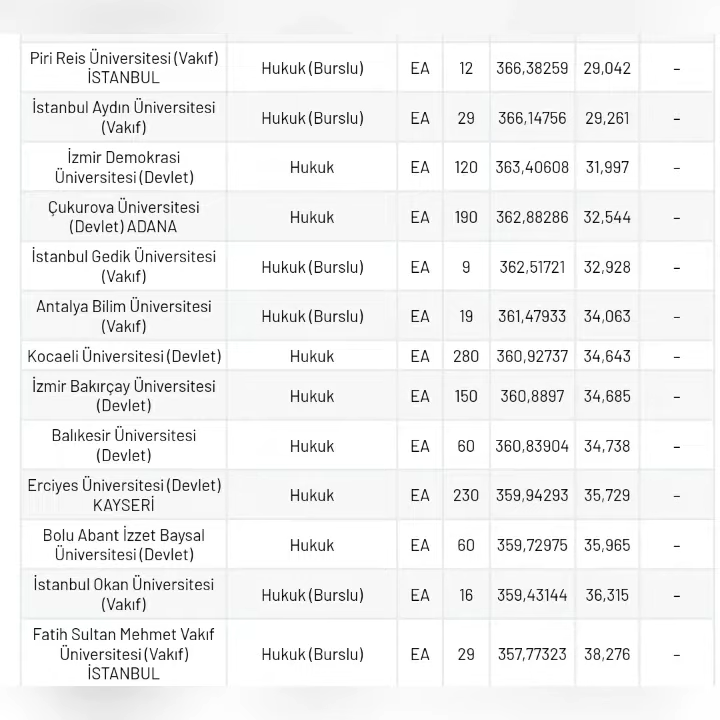 Piri Reis Üniversitesi (Vakıf)
İSTANBUL
Hukuk (Burslu)
EA
12
366,38259
29,042
–
İstanbul Aydın Üniversitesi
(Vakıf)
Hukuk (Burslu)
EA
29
366,14756
29,261
–
İzmir Demokrasi
Üniversitesi (Devlet)
Hukuk
EA
120
363,40608
31,997
–
Çukurova Üniversitesi
(Devlet) ADANA
Hukuk
EA
190
362,88286
32,544
–
İstanbul Gedik Üniversitesi
(Vakıf)
Hukuk (Burslu)
EA
9
362,51721
32,928
–
Antalya Bilim Üniversitesi
(Vakıf)
Hukuk (Burslu)
EA
19
361,47933
34,063
–
Kocaeli Üniversitesi (Devlet)
Hukuk
EA
280
360,92737
34,643
–
İzmir Bakırçay Üniversitesi
(Devlet)
Hukuk
EA
150
360,8897
34,685
–
Balıkesir Üniversitesi
(Devlet)
Hukuk
EA
60
360,83904
34,738
–
Erciyes Üniversitesi (Devlet)
KAYSERİ
Hukuk
EA
230
359,94293
35,729
–
Bolu Abant İzzet Baysal
Üniversitesi (Devlet)
Hukuk
EA
60
359,72975
35,965
–
İstanbul Okan Üniversitesi
(Vakıf)
Hukuk (Burslu)
EA
16
359,43144
36,315
–
Fatih Sultan Mehmet Vakıf
Üniversitesi (Vakıf)
İSTANBUL
Hukuk (Burslu)
EA
29
357,77323
38,276
–